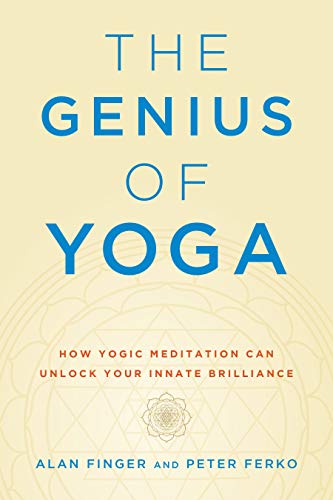 THE
GENIUS
OF
YOGA
HOW YOGIC MEDITATION CAN
UNLOCK YOUR INNATE BRILLIANCE
ALAN FINGER AND PETER FERKO